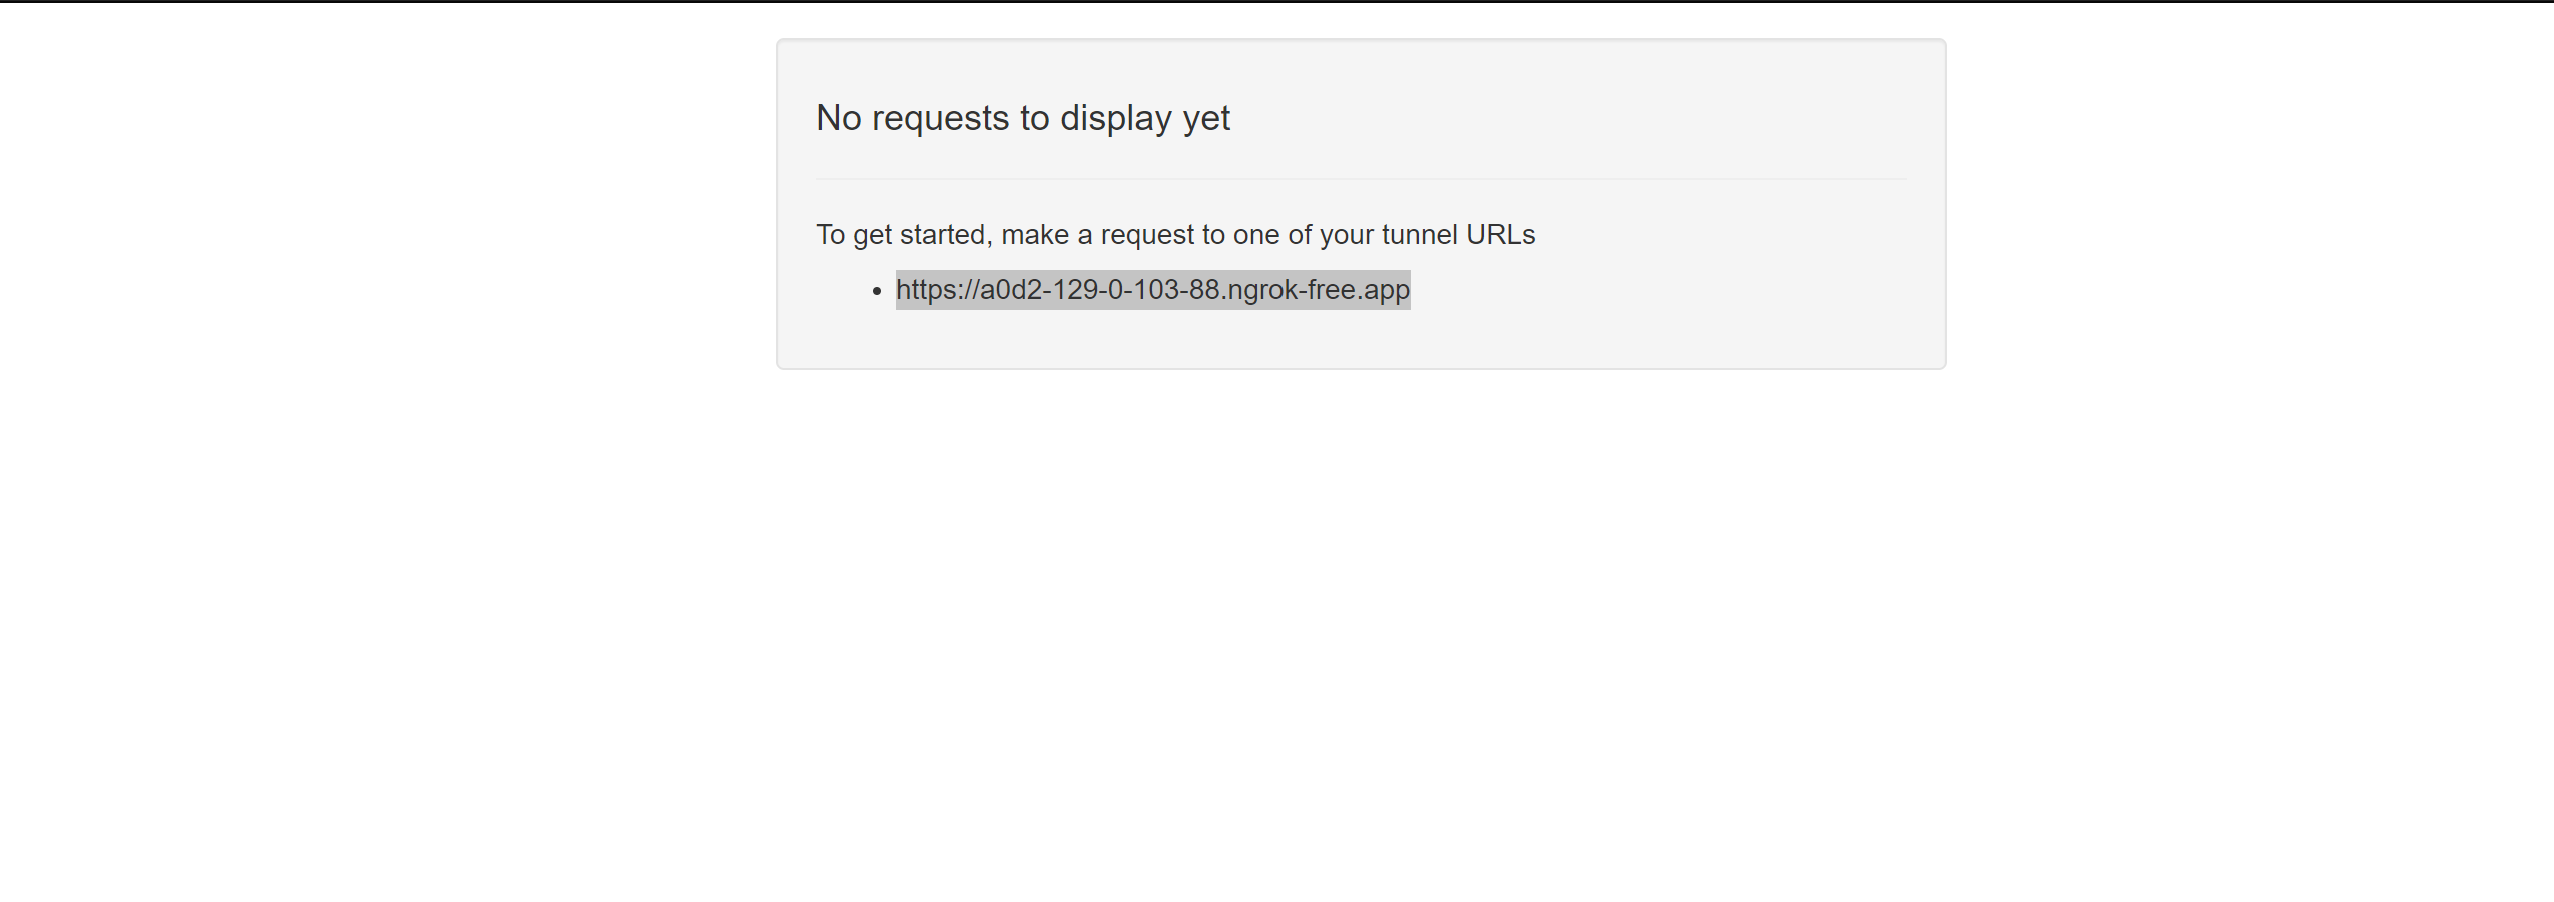 No requests to display yet
To get started, make a request to one of your tunnel URLs
https://a0d2-129-0-103-88.ngrok-free.app